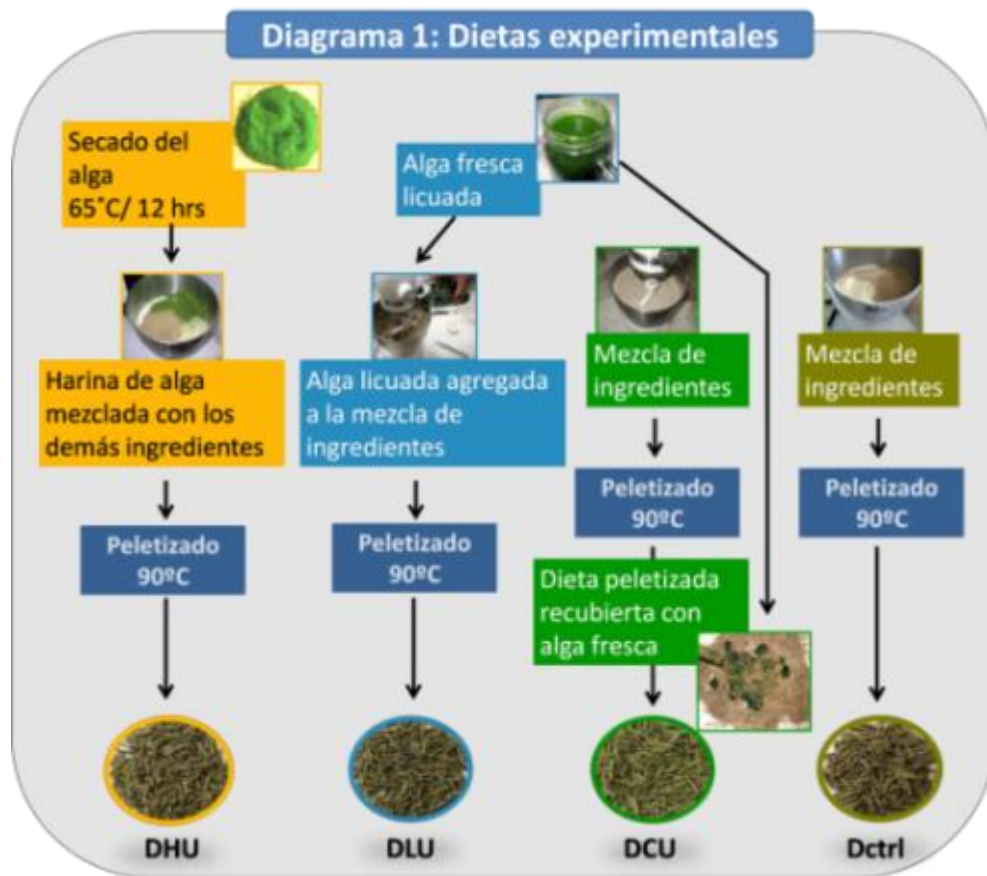 Diagrama 1: Dietas experimentales
Secado del
alga
65˚C/ 12 hrs
Harina de alga
mezclada con los
demás ingredientes
Peletizado
90ºC
DHU
Alga fresca
licuada
Alga licuada agregada
a la mezcla de
ingredientes
Peletizado
90ºC
DLU
Mezcla de
ingredientes
Peletizado
90ºC
Dieta peletizada
recubierta con
alga fresca
DCU
Mezcla de
ingredientes
Peletizado
90ºC
Dctrl